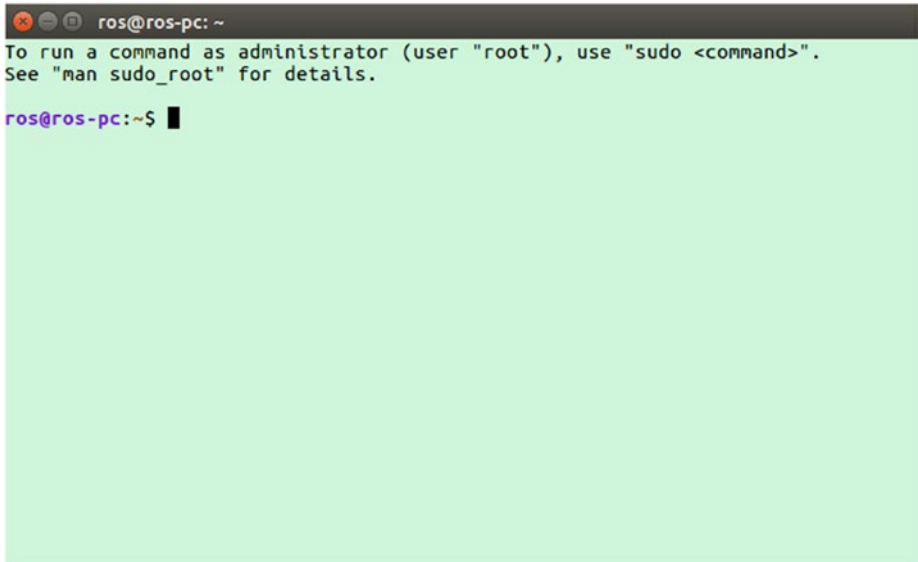 ros@ros-pc: ~
To run a command as administrator (user "root"), use "sudo <command>".
See "man sudo_root" for details.
ros@ros-pc:~$